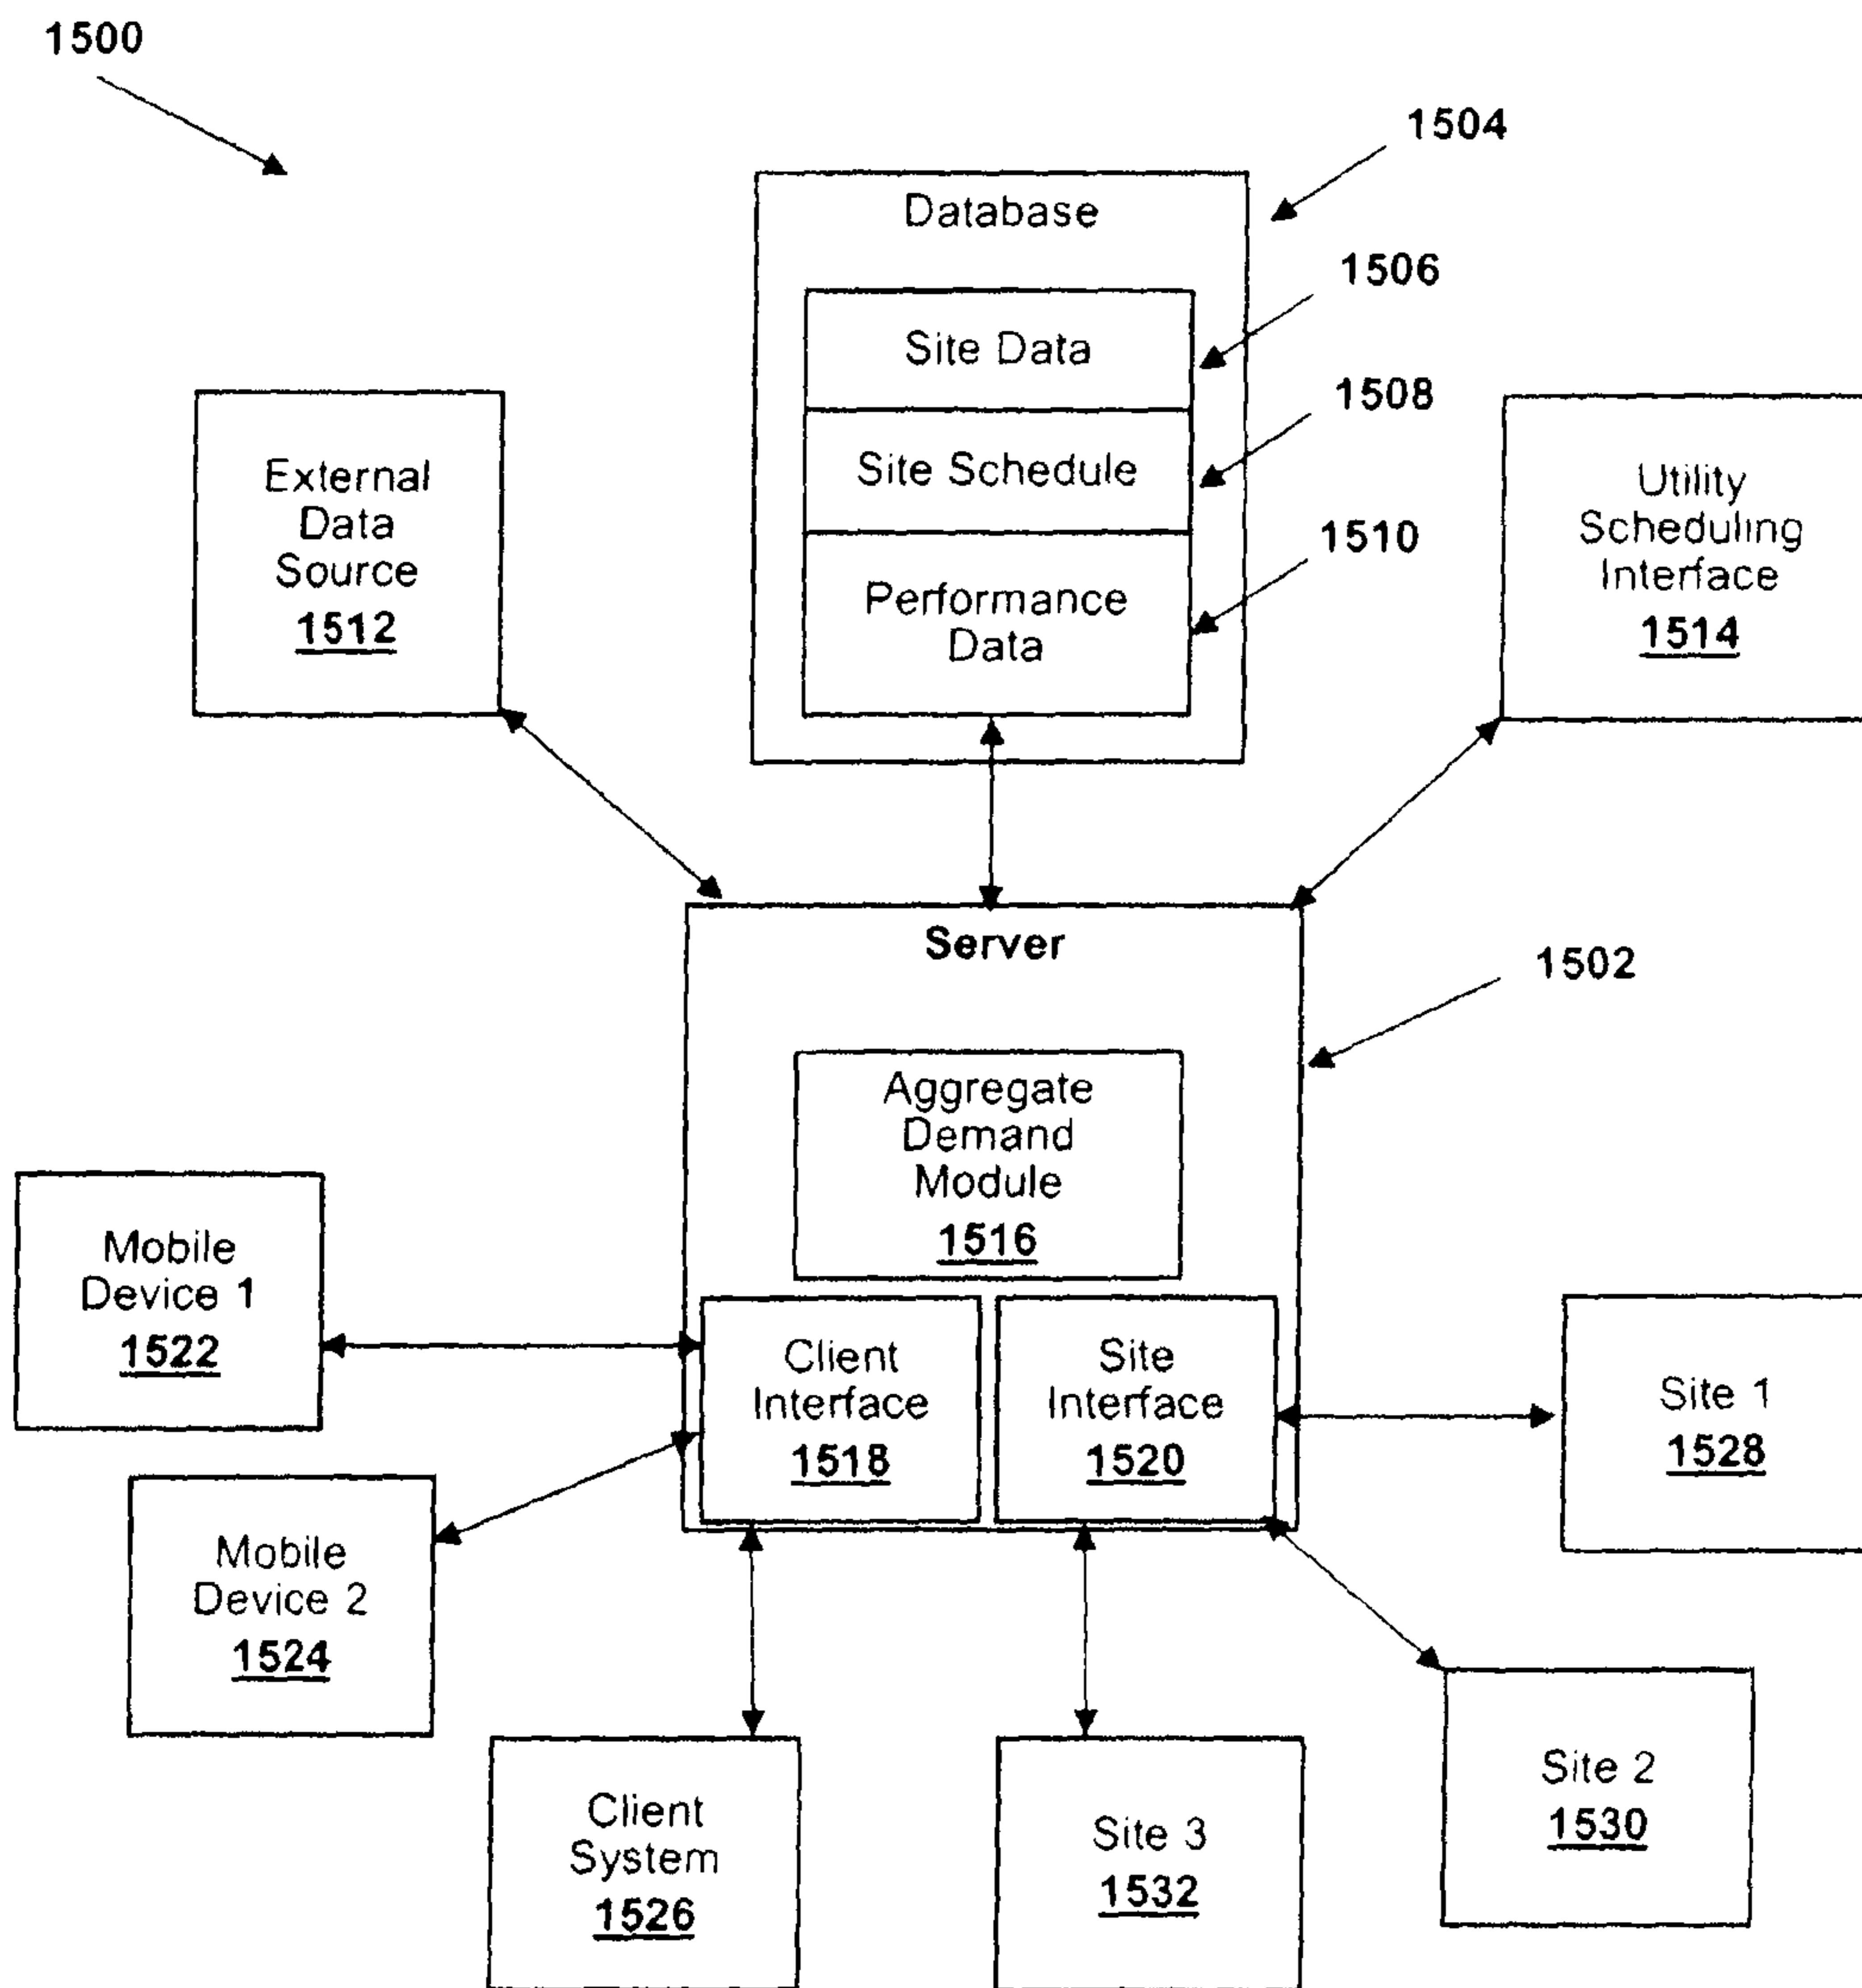 1500
1504
Database
1506
Site Data
1508
Site Schedule
1510
Performance
Data
External
Data
Source
1512
Utility
Scheduling
Interface
1514
Server
1502
Aggregate
Demand
Module
1516
Mobile
Device 1
1522
Client
Interface
1518
Site
Interface
1520
Site 1
1528
Mobile
Device 2
1524
Client
System
1526
Site 3
1532
Site 2
1530